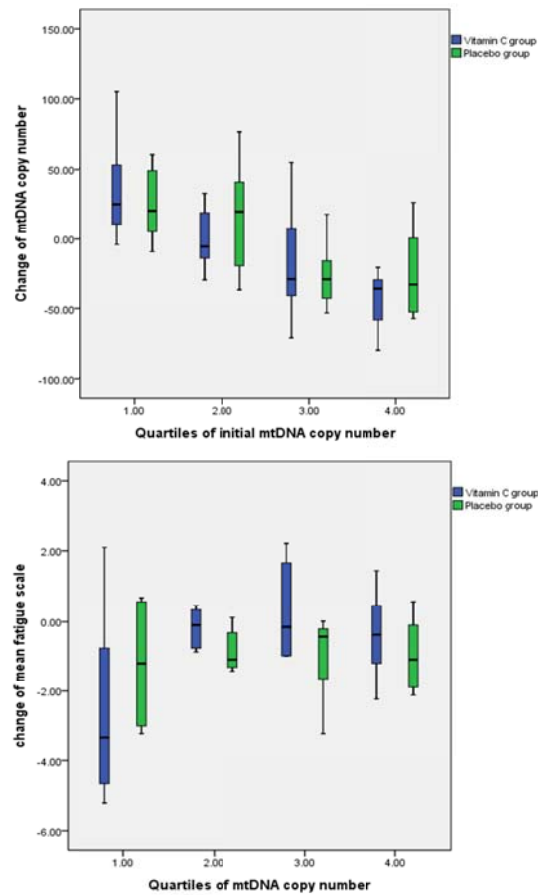 150.00
100.00
50.00
0.00
-50.00
-100.00
Change of mtDNA copy number
1.00 2.00 3.00 4.00
Quartiles of initial mtDNA copy number
Vitamin C group
Placebo group
4.00
2.00
0.00
-2.00
-4.00
-6.00
change of mean fatigue scale
1.00 2.00 3.00 4.00
Quartiles of mtDNA copy number
Vitamin C group
Placebo group